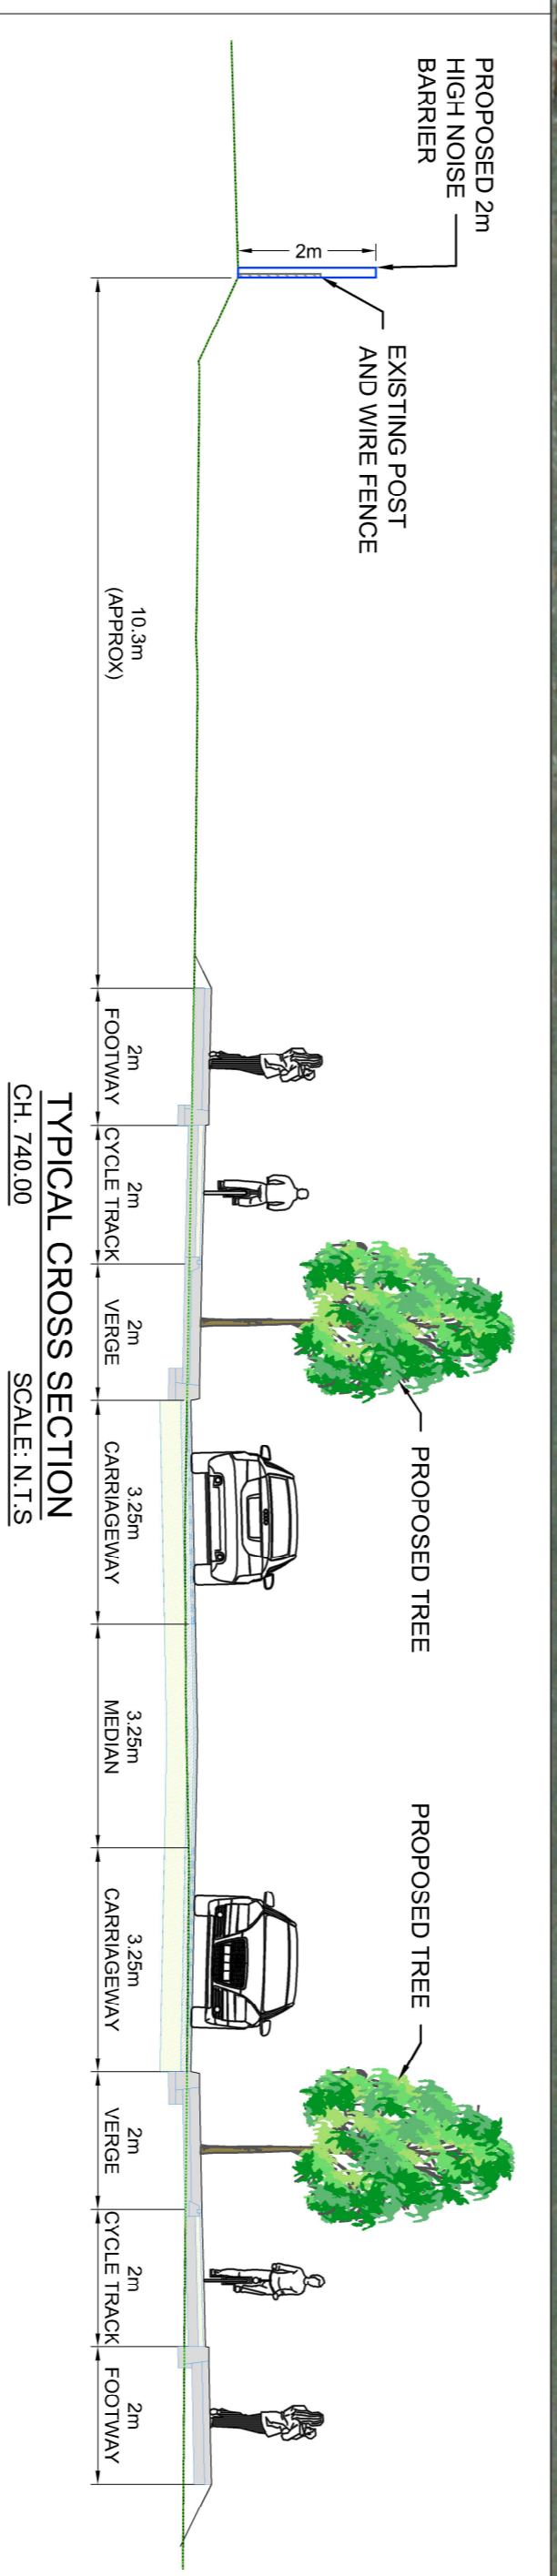 PROPOSED 2m
HIGH NOISE
BARRIER
2m
EXISTING POST
AND WIRE FENCE
PROPOSED TREE
PROPOSED TREE
10.3m
(APPROX)
2m
FOOTWAY
2m
CYCLE TRACK
2m
VERGE
3.25m
CARRIAGEWAY
3.25m
MEDIAN
3.25m
CARRIAGEWAY
2m
VERGE
2m
CYCLE TRACK
2m
FOOTWAY
TYPICAL CROSS SECTION
CH. 740.00 SCALE: N.T.S